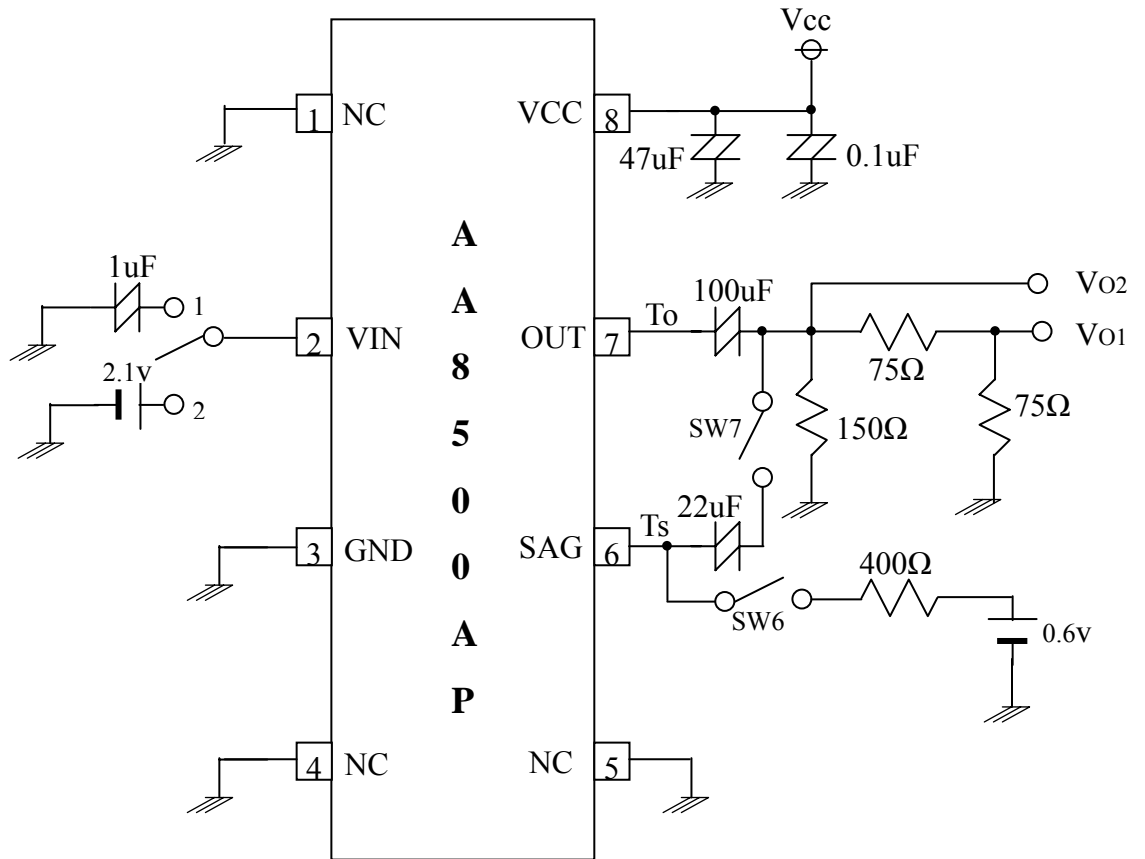 Vcc
1 NC
VCC 8
47uF
0.1uF
A
A
8
5
0
0
A
P
1uF
1
2 VIN
2.1v
2
OUT 7
To
100uF
VO2
VO1
75Ω
75Ω
SW7
150Ω
3 GND
SAG 6
Ts
22uF
400Ω
SW6
0.6v
4 NC
NC 5